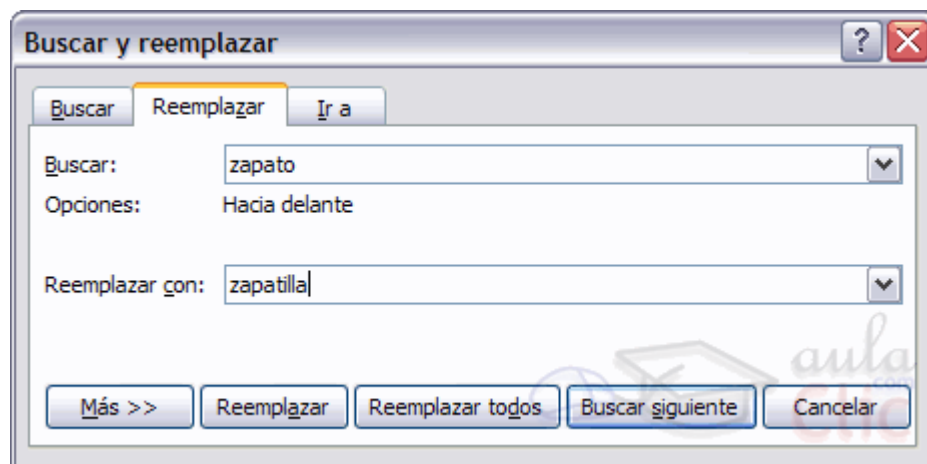 Buscar y reemplazar
Buscar Reemplazar Ir a
Buscar: zapato
Opciones: Hacia delante
Reemplazar con: zapatilla
Más >> Reemplazar Reemplazar todos Buscar siguiente Cancelar
aula
.com
Clic